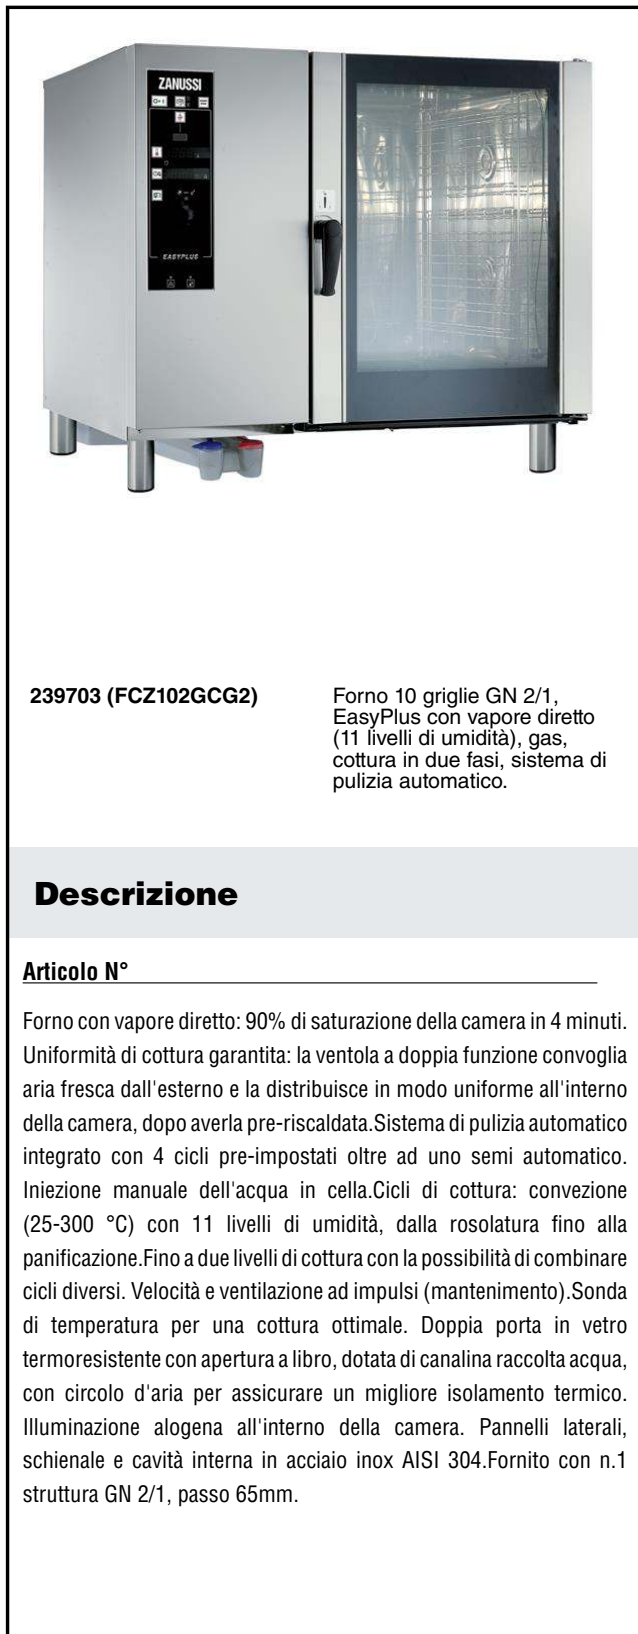 ZANUSSI
EASYPLUS
239703 (FCZ102GCG2)
Forno 10 griglie GN 2/1,
EasyPlus con vapore diretto
(11 livelli di umidità), gas,
cottura in due fasi, sistema di
pulizia automatico.
Descrizione
Articolo N°
Forno con vapore diretto: 90% di saturazione della camera in 4 minuti.
Uniformità di cottura garantita: la ventola a doppia funzione convoglia
aria fresca dall'esterno e la distribuisce in modo uniforme all'interno
della camera, dopo averla pre-riscaldata.Sistema di pulizia automatico
integrato con 4 cicli pre-impostati oltre ad uno semi automatico.
Iniezione manuale dell'acqua in cella.Cicli di cottura: convezione
(25-300 °C) con 11 livelli di umidità, dalla rosolatura fino alla
panificazione.Fino a due livelli di cottura con la possibilità di combinare
cicli diversi. Velocità e ventilazione ad impulsi (mantenimento).Sonda
di temperatura per una cottura ottimale. Doppia porta in vetro
termoresistente con apertura a libro, dotata di canalina raccolta acqua,
con circolo d'aria per assicurare un migliore isolamento termico.
Illuminazione alogena all'interno della camera. Pannelli laterali,
schienale e cavità interna in acciaio inox AISI 304.Fornito con n.1
struttura GN 2/1, passo 65mm.